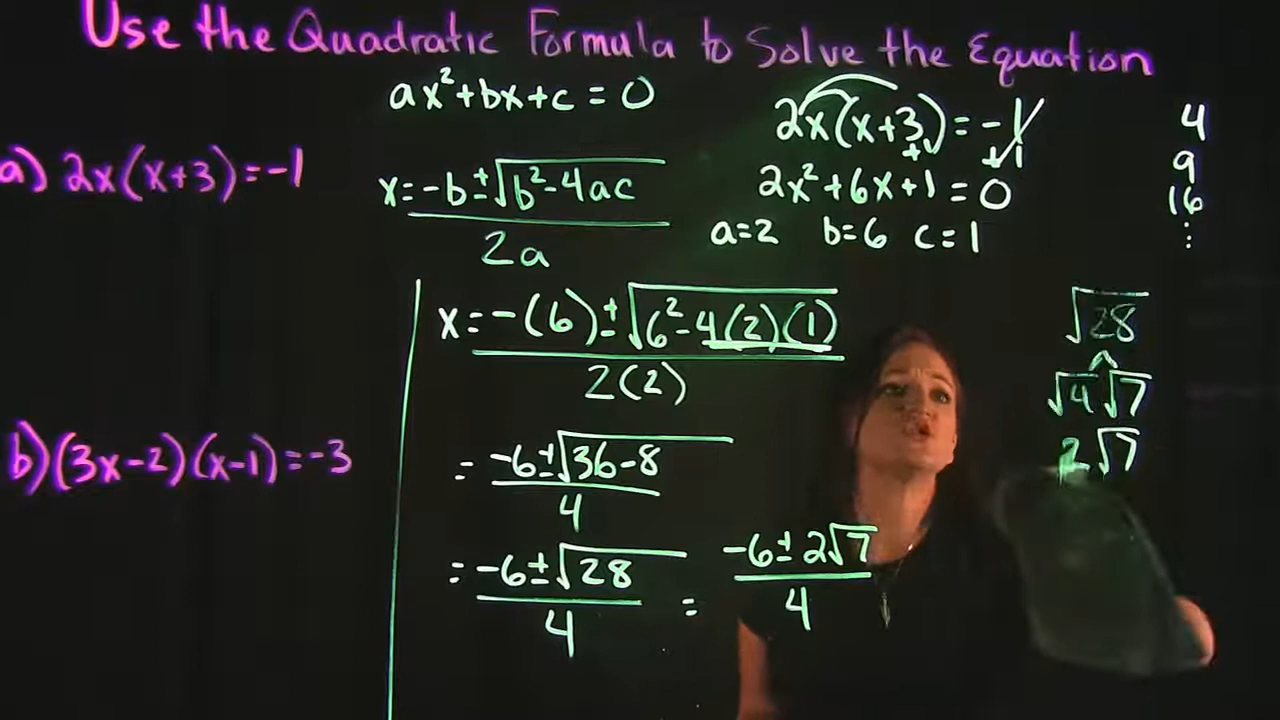 Use the Quadratic Formula to Solve the Equation
ax²+bx+c=0
a) 2x(x+3)=-1
x=-b±√b²-4ac
2a
2x(x+3)=-1
+1 +1
2x²+6x+1=0
a=2 b=6 c=1
4
9
16
⋮
x=-(6)±√6²-4(2)(1)
2(2)
√28
√4√7
2√7
b)(3x-2)(x-1)=-3
=-6±√36-8
4
=-6±√28
4
=-6±2√7
4